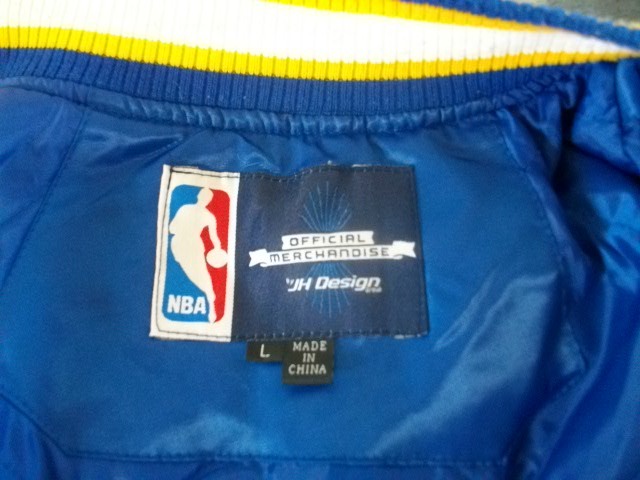 NBA
OFFICIAL
MERCHANDISE
JH Design
L
MADE
IN
CHINA